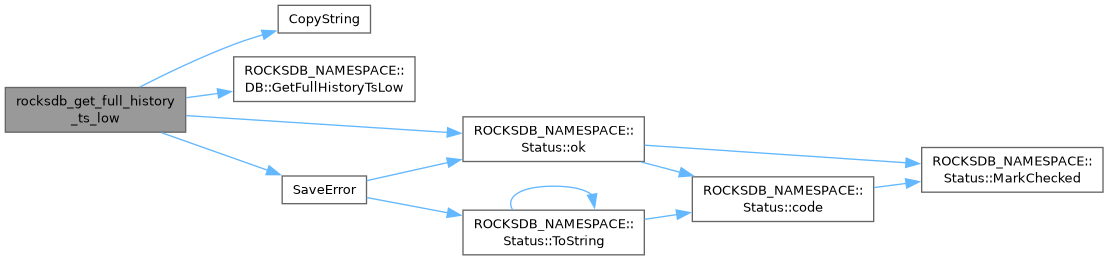 CopyString
ROCKSDB_NAMESPACE::
DB::GetFullHistoryTsLow
rocksdb_get_full_history
_ts_low
ROCKSDB_NAMESPACE::
Status::ok
ROCKSDB_NAMESPACE::
Status::MarkChecked
SaveError
ROCKSDB_NAMESPACE::
Status::code
ROCKSDB_NAMESPACE::
Status::ToString